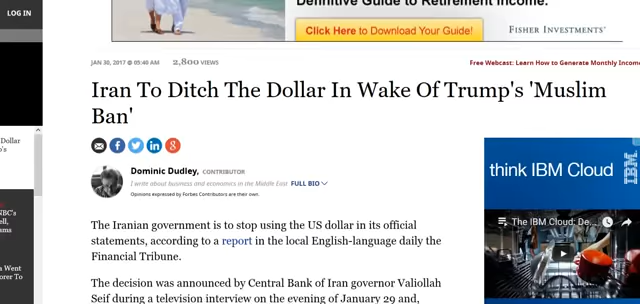 LOG IN
Definitive Guide to Retirement Income.
Click Here to Download Your Guide!
FISHER INVESTMENTS
JAN 30, 2017 @ 05:40 AM 2,800 VIEWS
Free Webcast: Learn How to Generate Monthly Income
Iran To Ditch The Dollar In Wake Of Trump's 'Muslim
Ban'
Dominic Dudley, CONTRIBUTOR
I write about business and economics in the Middle East FULL BIO
Opinions expressed by Forbes Contributors are their own.
The Iranian government is to stop using the US dollar in its official
statements, according to a report in the local English-language daily the
Financial Tribune.
The decision was announced by Central Bank of Iran governor Valiollah
Seif during a television interview on the evening of January 29 and,
Dollar
o's
NBC's
ell,
ams
a Went
orer To
think IBM Cloud
IBM
The IBM Cloud: De...